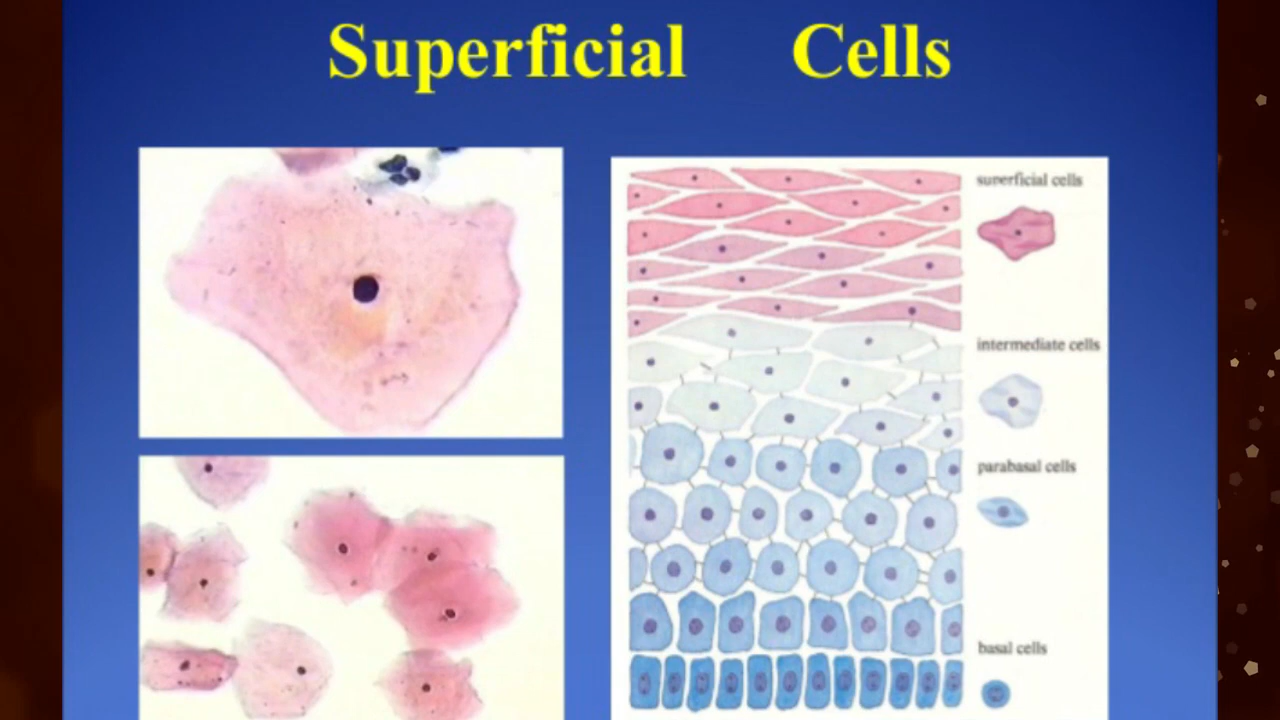 Superficial Cells
superficial cells
intermediate cells
parabasal cells
basal cells